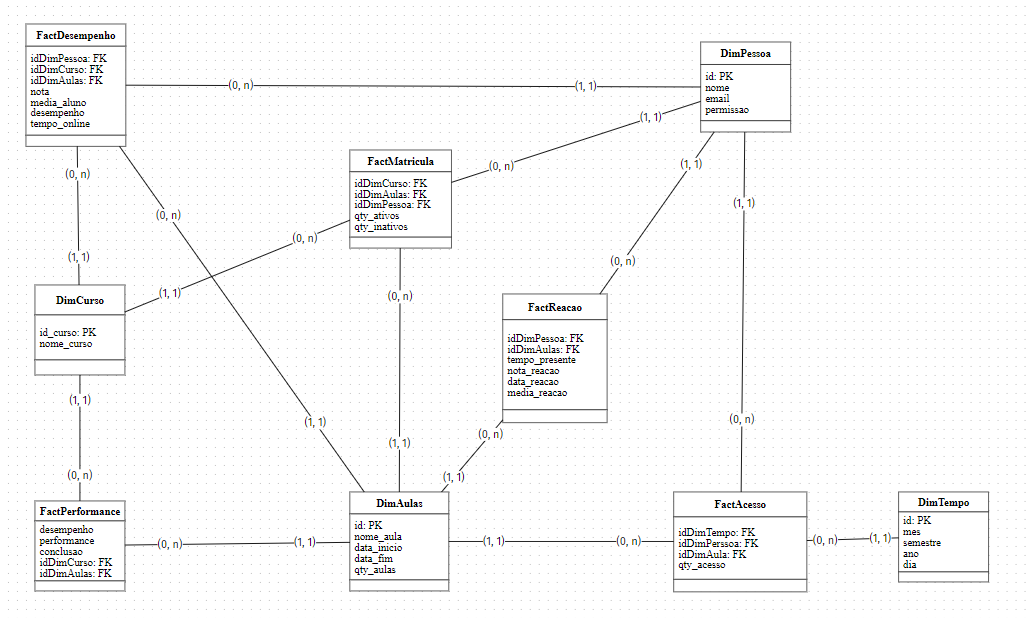 FactDesempenho
idDimPessoa: FK
idDimCurso: FK
idDimAulas: FK
nota
media_aluno
desempenho
tempo_online
DimPessoa
id: PK
nome
email
permissao
(0, n)
(1, 1)
(1, 1)
(0, n)
FactMatricula
idDimCurso: FK
idDimAulas: FK
idDimPessoa: FK
qty_ativos
qty_inativos
(0, n)
(1, 1)
(0, n)
(1, 1)
(0, n)
(1, 1)
(0, n)
(1, 1)
(0, n)
(1, 1)
(0, n)
DimCurso
id_curso: PK
nome_curso
FactReacao
idDimPessoa: FK
idDimAulas: FK
tempo_presente
nota_reacao
data_reacao
media_reacao
(1, 1)
(0, n)
(1, 1)
(1, 1)
(0, n)
(1, 1)
(0, n)
FactPerformance
desempenho
performance
conclusao
idDimCurso: FK
idDimAulas: FK
(0, n)
(1, 1)
DimAulas
id: PK
nome_aula
data_inicio
data_fim
qty_aulas
(1, 1)
(0, n)
FactAcesso
idDimTempo: FK
idDimPerssoa: FK
idDimAula: FK
qty_acesso
(0, n)
(1, 1)
DimTempo
id: PK
mes
semestre
ano
dia